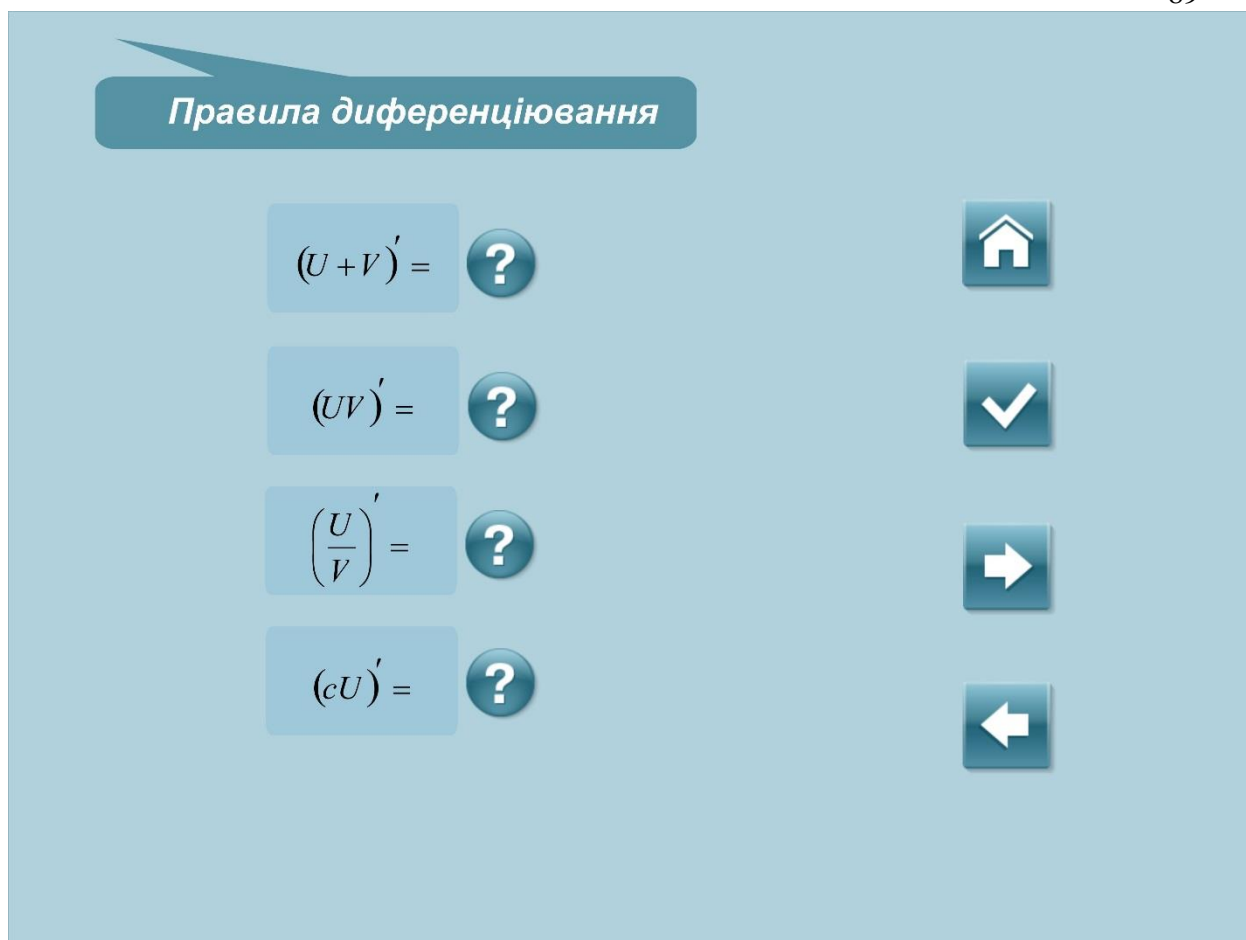 Правила диференціювання
(U + V)′ = ?
(UV)′ = ?
(U/V)′ = ?
(cU)′ = ?